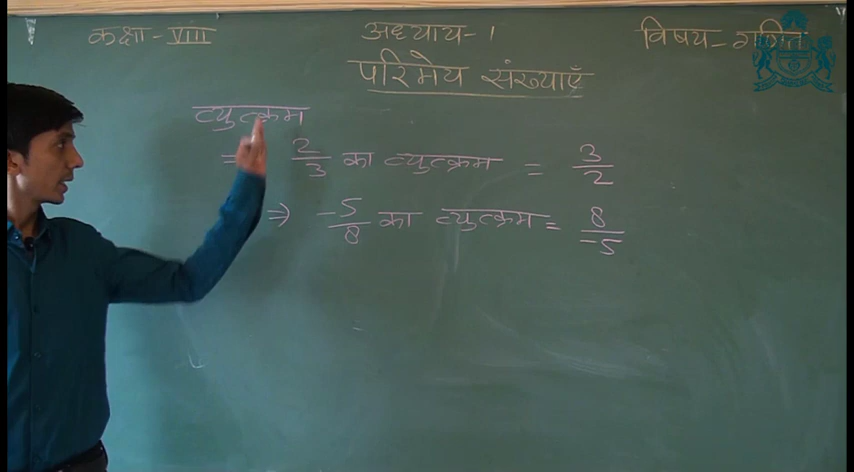 कक्षा - VIII अध्याय - 1 विषय - गणित
परिमेय संख्याएँ
व्युत्क्रम
⇒ 2/3 का व्युत्क्रम = 3/2
⇒ -5/8 का व्युत्क्रम = 8/-5